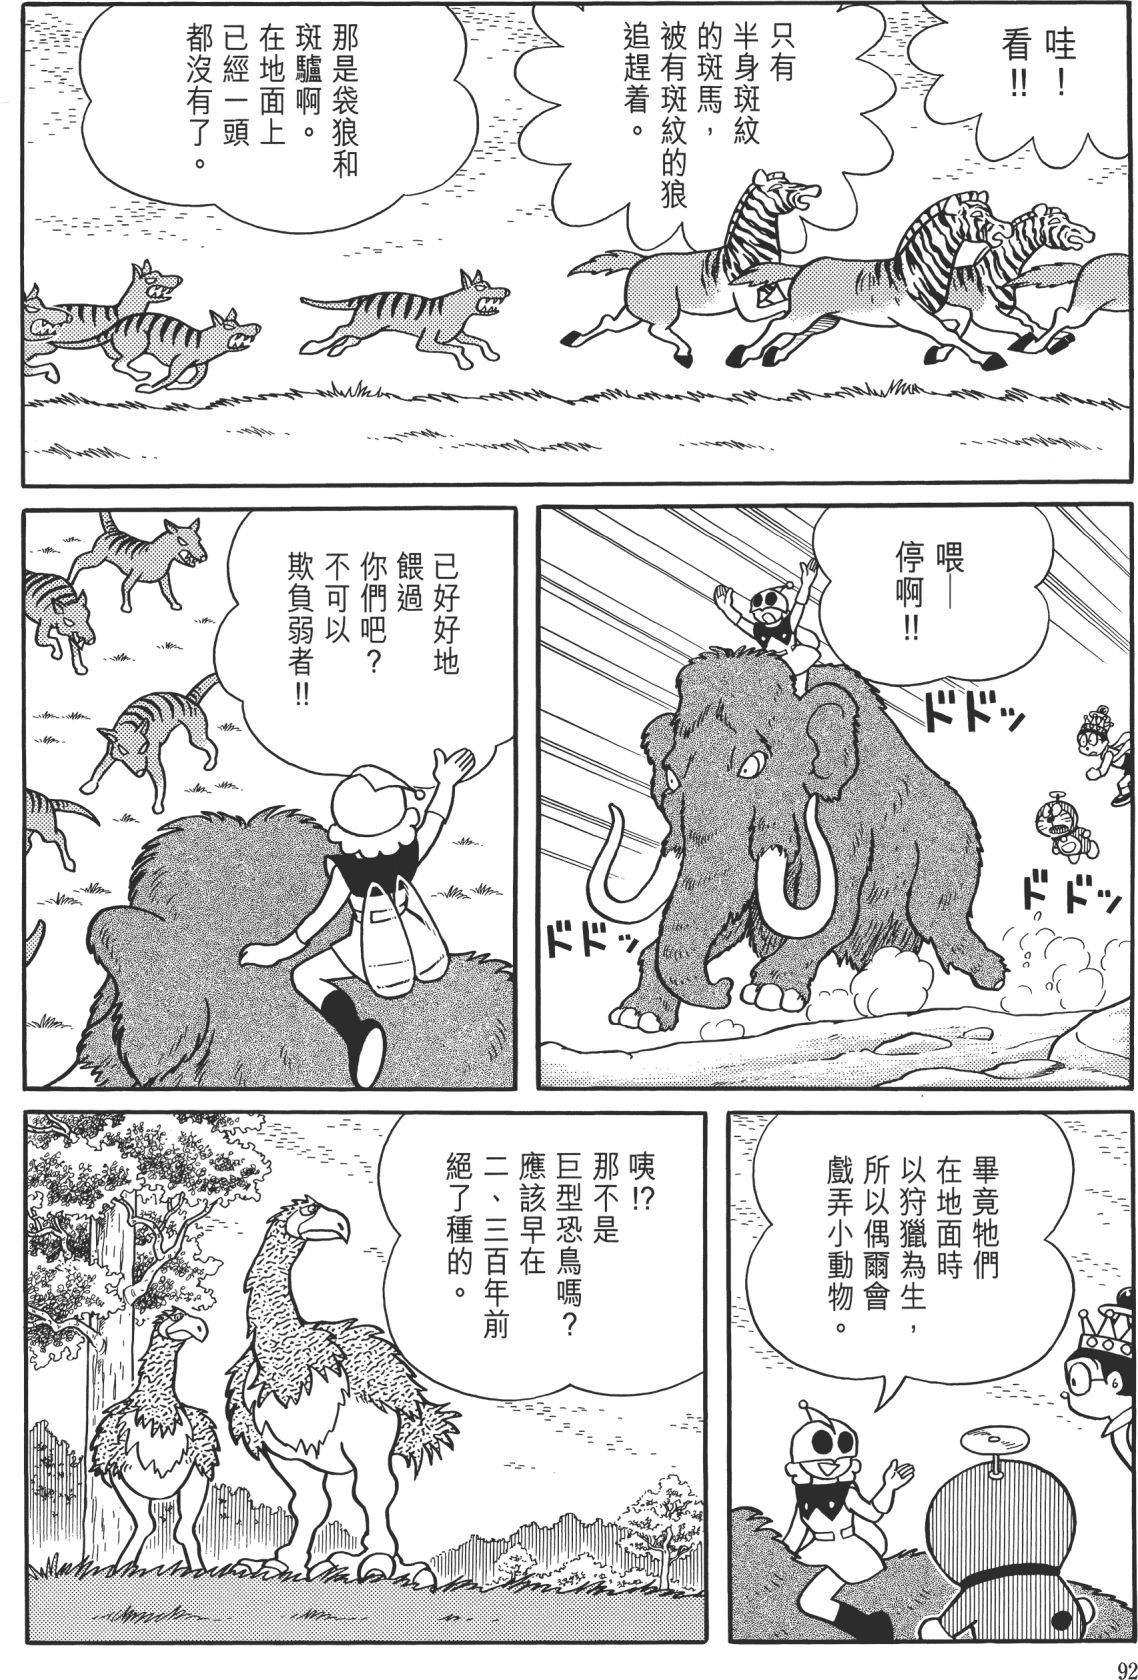 哇！
看!!
只有
半身斑紋
的斑馬，
被有斑紋的狼
追趕着。
那是袋狼和
斑驢啊。
在地面上
已經一頭
都沒有了。
喂—
停啊!!
ドドッ
ドドッ
ドドッ
已好好地
餵過
你們吧？
不可以
欺負弱者!!
畢竟牠們
在地面時
以狩獵為生，
所以偶爾會
戲弄小動物。
咦!?
那不是
巨型恐鳥嗎？
應該早在
二、三百年前
絕了種的。
92